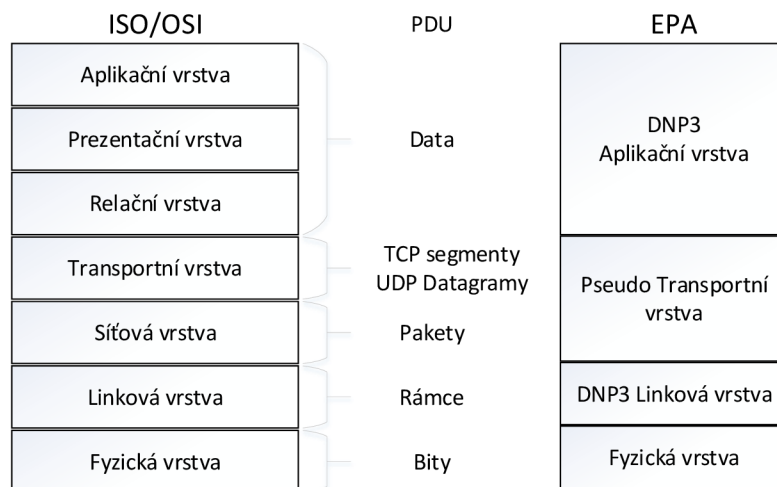 ISO/OSI
PDU
EPA
Aplikační vrstva
Prezentační vrstva
Relační vrstva
Transportní vrstva
Síťová vrstva
Linková vrstva
Fyzická vrstva
Data
TCP segmenty
UDP Datagramy
Pakety
Rámce
Bity
DNP3
Aplikační vrstva
Pseudo Transportní
vrstva
DNP3 Linková vrstva
Fyzická vrstva